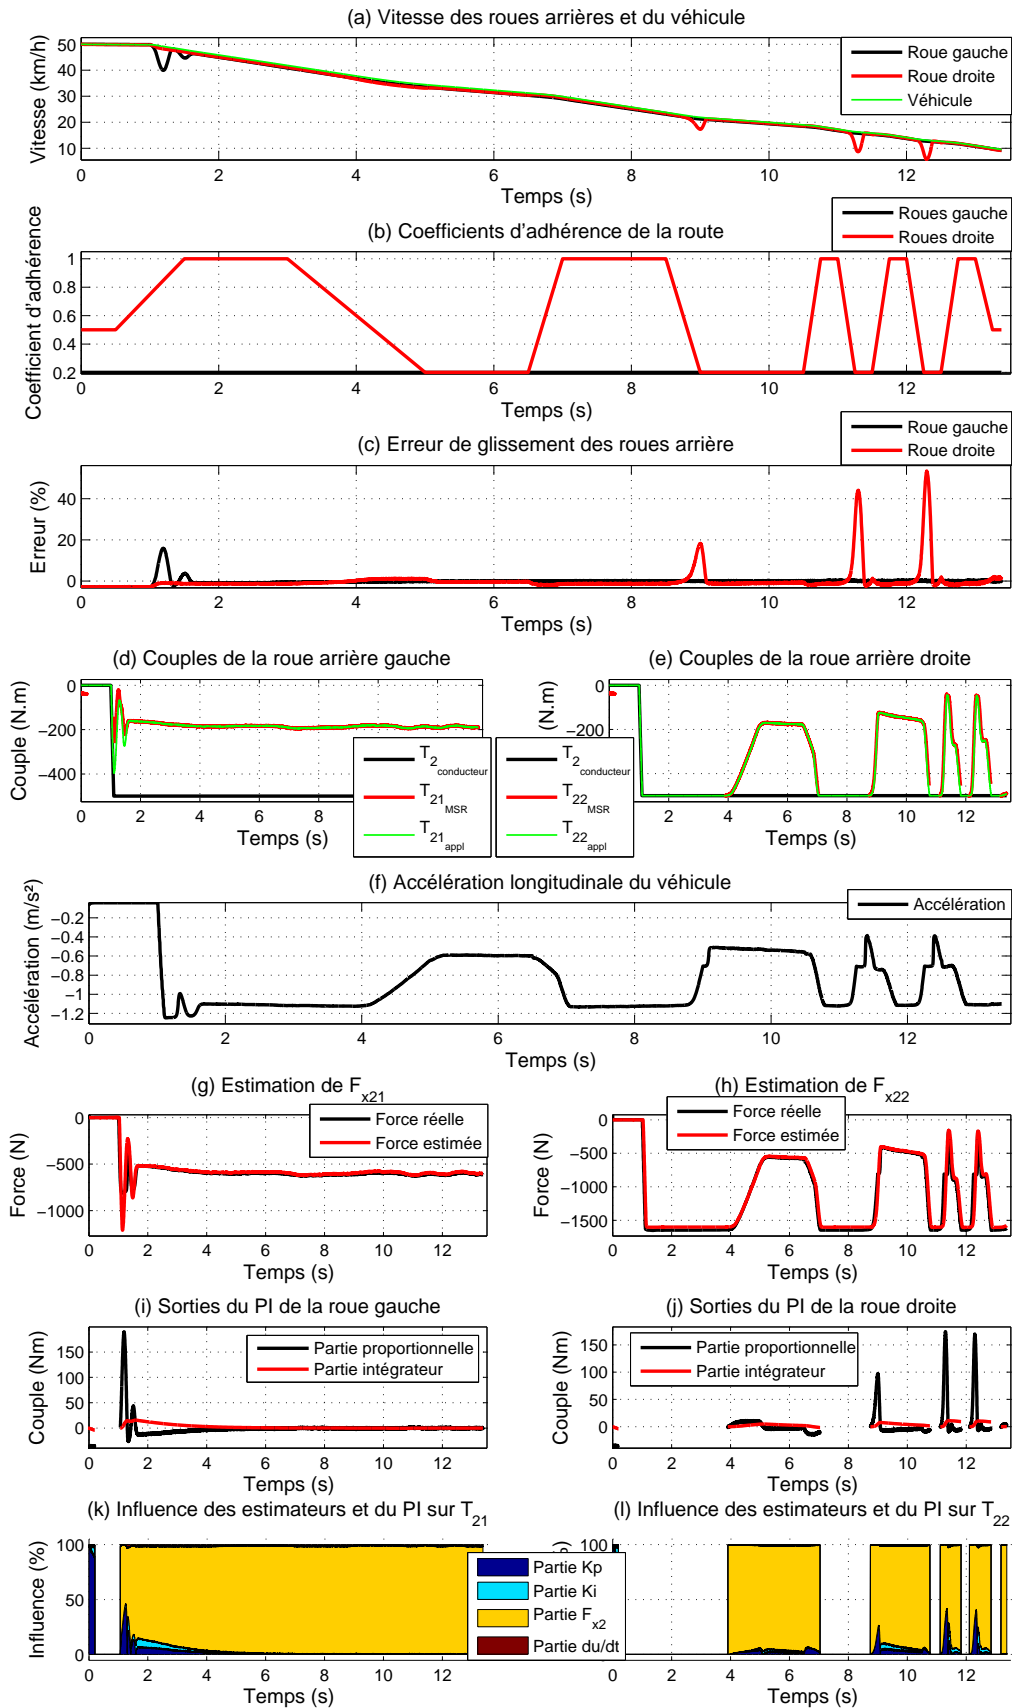 (a) Vitesse des roues arrières et du véhicule
Vitesse (km/h)
50
40
30
20
10
Roue gauche
Roue droite
Véhicule
0 2 4 6 8 10 12
Temps (s)
(b) Coefficients d'adhérence de la route
Coefficient d'adhérence
Roues gauche
Roues droite
1
0.8
0.6
0.4
0.2
0 2 4 6 8 10 12
Temps (s)
(c) Erreur de glissement des roues arrière
Erreur (%)
Roue gauche
Roue droite
40
20
0
0 2 4 6 8 10 12
Temps (s)
(d) Couples de la roue arrière gauche
Couple (N.m)
0
−200
−400
0 2 4 6 8
Temps (s)
T2conducteur
T21MSR
T21appl
(e) Couples de la roue arrière droite
(N.m)
0
−200
−400
2 4 6 8 10 12
Temps (s)
T2conducteur
T22MSR
T22appl
(f) Accélération longitudinale du véhicule
Accélération (m/s²)
Accélération
−0.2
−0.4
−0.6
−0.8
−1
−1.2
0 2 4 6 8 10 12
Temps (s)
(g) Estimation de Fx21
Force (N)
0
−500
−1000
Force réelle
Force estimée
0 2 4 6 8 10 12
Temps (s)
(h) Estimation de Fx22
Force (N)
0
−500
−1000
−1500
Force réelle
Force estimée
0 2 4 6 8 10 12
Temps (s)
(i) Sorties du PI de la roue gauche
Couple (Nm)
150
100
50
0
Partie proportionnelle
Partie intégrateur
0 2 4 6 8 10 12
Temps (s)
(j) Sorties du PI de la roue droite
Couple (Nm)
150
100
50
0
Partie proportionnelle
Partie intégrateur
0 2 4 6 8 10 12
Temps (s)
(k) Influence des estimateurs et du PI sur T21
Influence (%)
100
50
0
0 2 4 6 8 10 12
Temps (s)
Partie Kp
Partie Ki
Partie Fx2
Partie du/dt
(l) Influence des estimateurs et du PI sur T22
100
0 2 4 6 8 10 12
Temps (s)